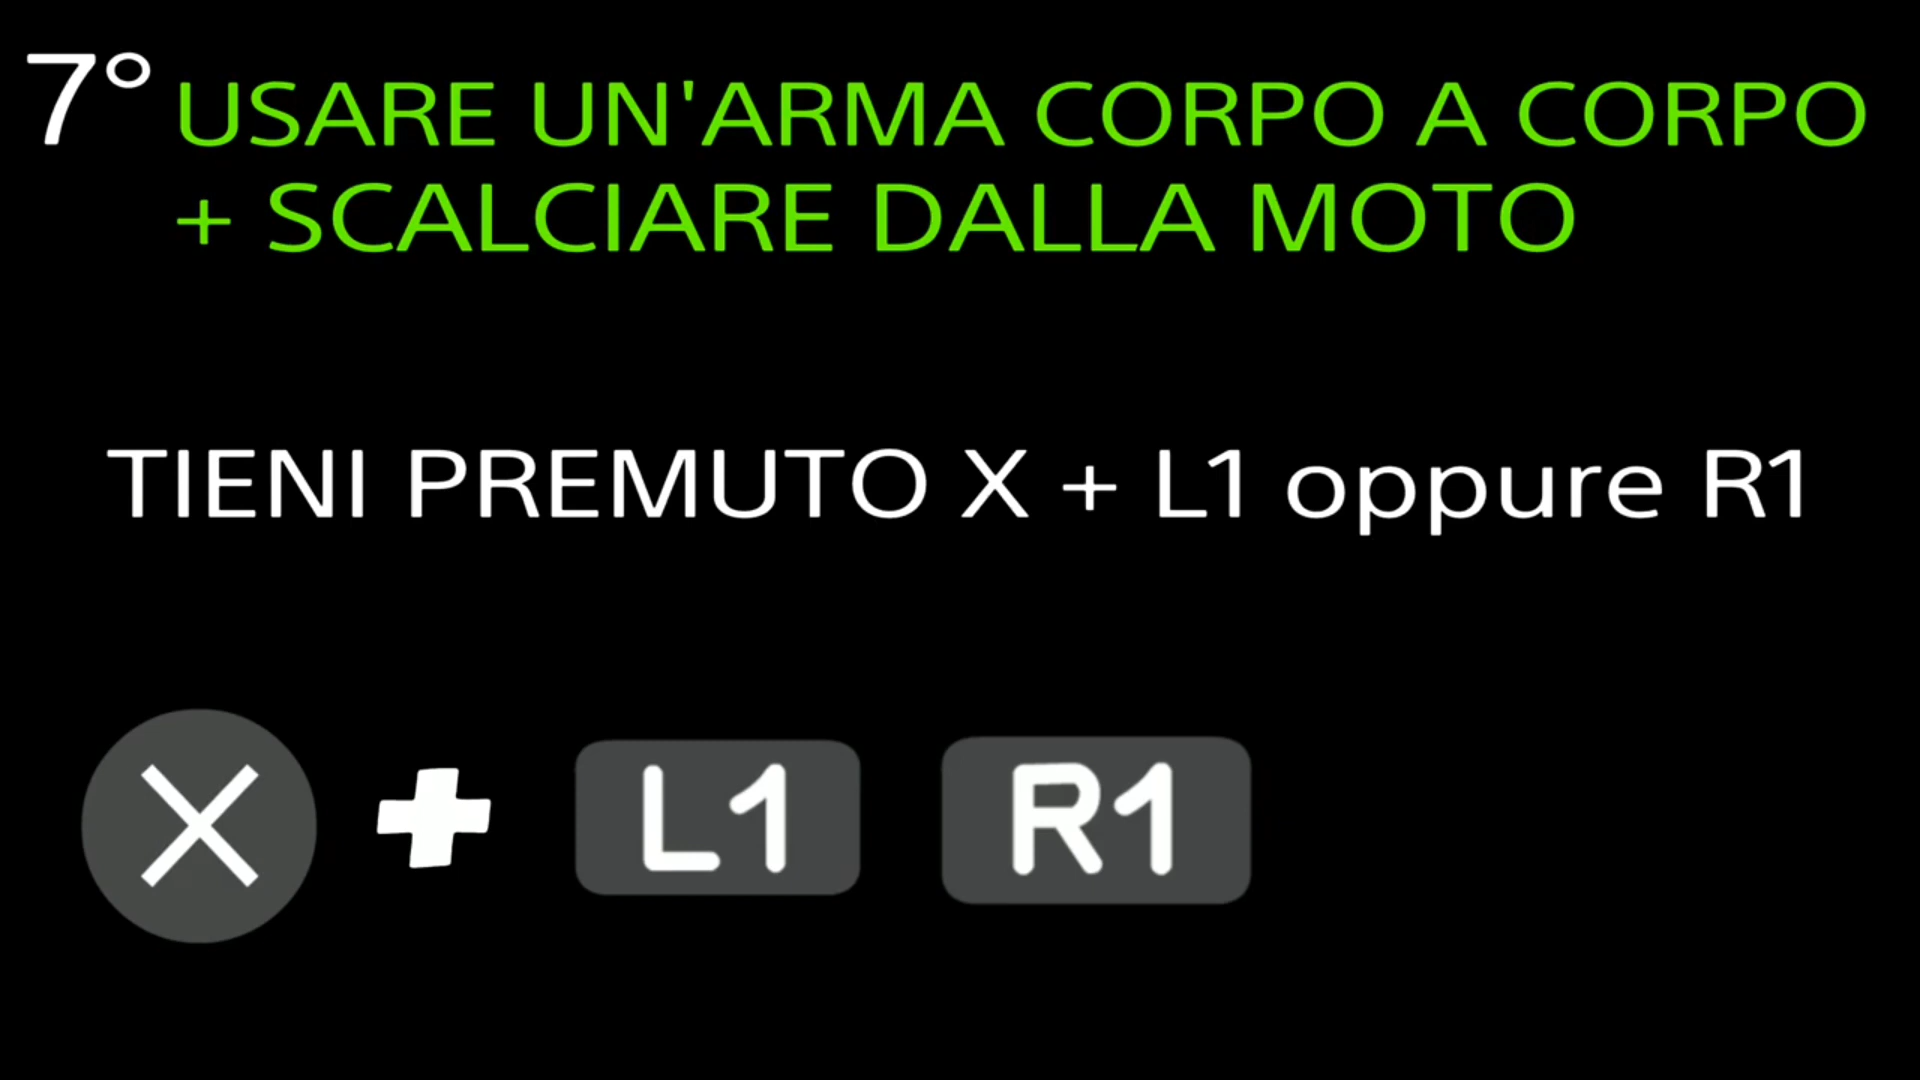 7° USARE UN'ARMA CORPO A CORPO
+ SCALCIARE DALLA MOTO
TIENI PREMUTO X + L1 oppure R1
X + L1 R1